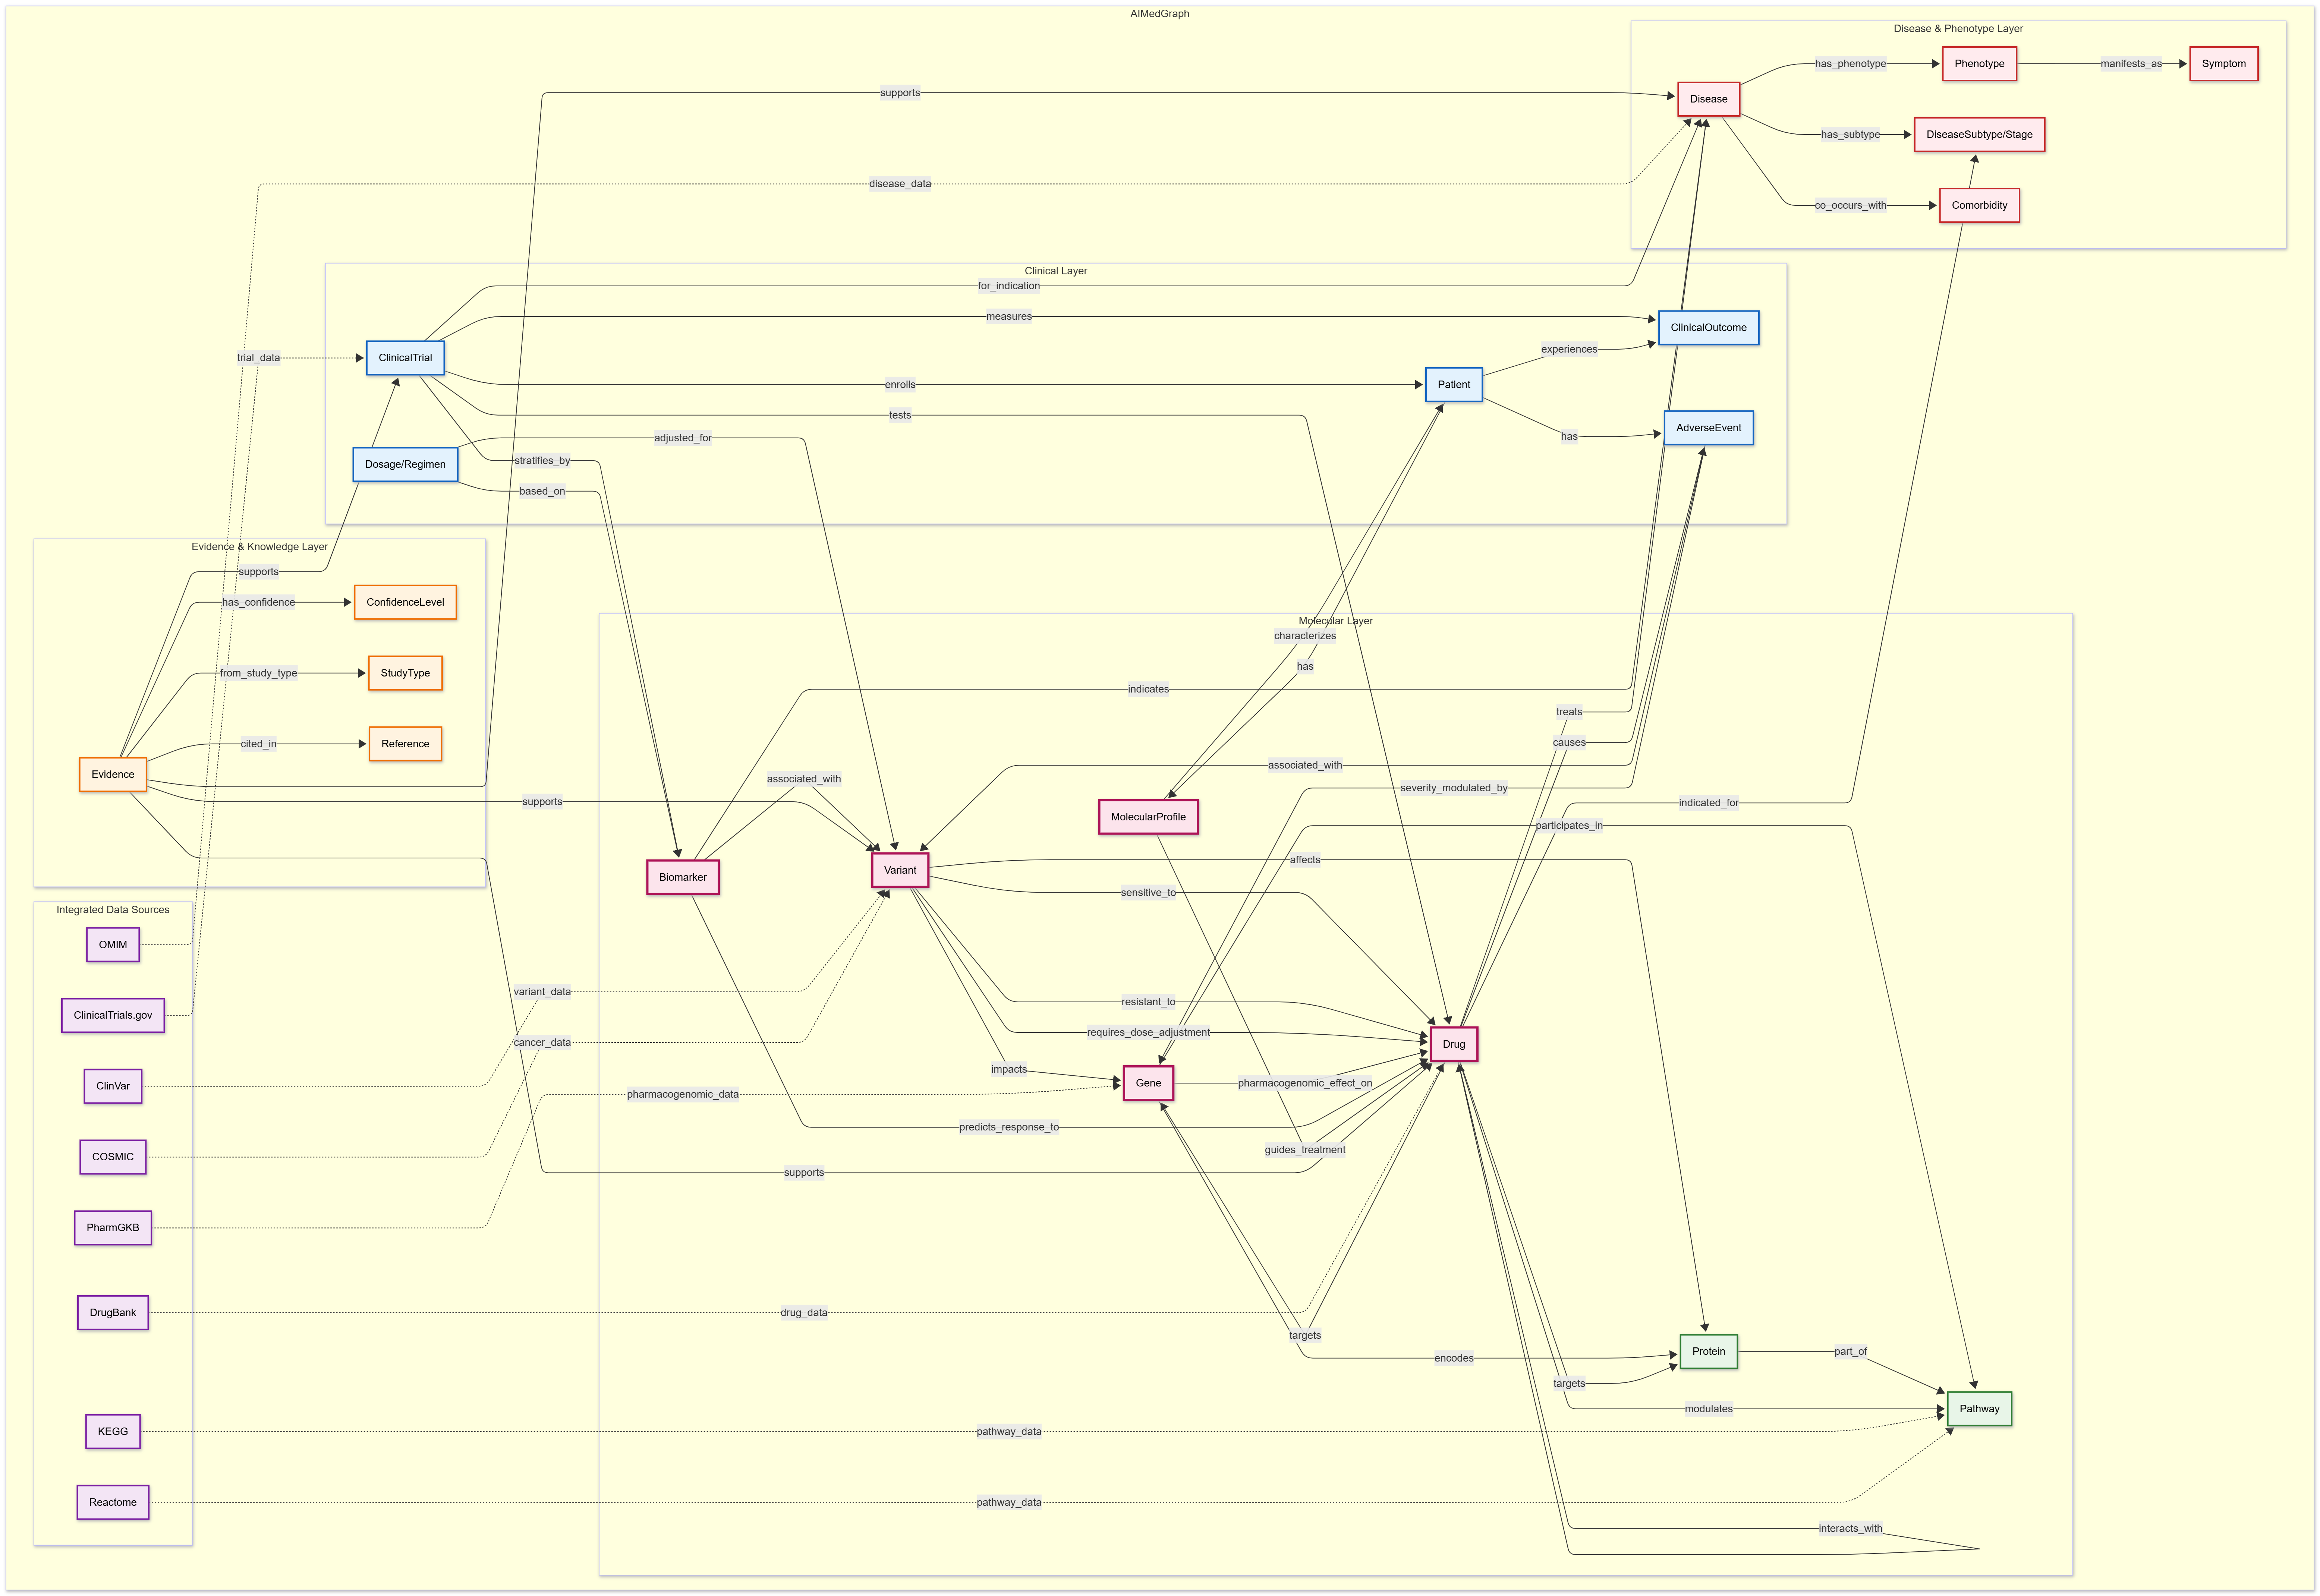 AIMedGraph
Disease & Phenotype Layer
Disease
has_phenotype
Phenotype
manifests_as
Symptom
has_subtype
DiseaseSubtype/Stage
co_occurs_with
Comorbidity
supports
disease_data
Clinical Layer
for_indication
measures
ClinicalOutcome
trial_data
ClinicalTrial
enrolls
Patient
experiences
has
AdverseEvent
tests
Dosage/Regimen
adjusted_for
stratifies_by
based_on
Evidence & Knowledge Layer
supports
has_confidence
ConfidenceLevel
from_study_type
StudyType
cited_in
Reference
Evidence
supports
Molecular Layer
characterizes
has
indicates
treats
causes
associated_with
associated_with
severity_modulated_by
indicated_for
MolecularProfile
participates_in
Biomarker
Variant
affects
sensitive_to
resistant_to
requires_dose_adjustment
Drug
impacts
Gene
pharmacogenomic_effect_on
predicts_response_to
guides_treatment
supports
Integrated Data Sources
OMIM
ClinicalTrials.gov
variant_data
cancer_data
ClinVar
pharmacogenomic_data
COSMIC
PharmGKB
DrugBank
drug_data
targets
encodes
Protein
part_of
targets
modulates
Pathway
KEGG
pathway_data
Reactome
pathway_data
interacts_with